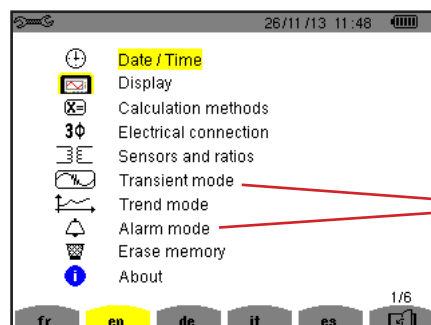 26/11/13 11:48
Date / Time
Display
X= Calculation methods
3ϕ Electrical connection
Sensors and ratios
Transient mode
Trend mode
Alarm mode
Erase memory
i About
1/6
fr en de it es